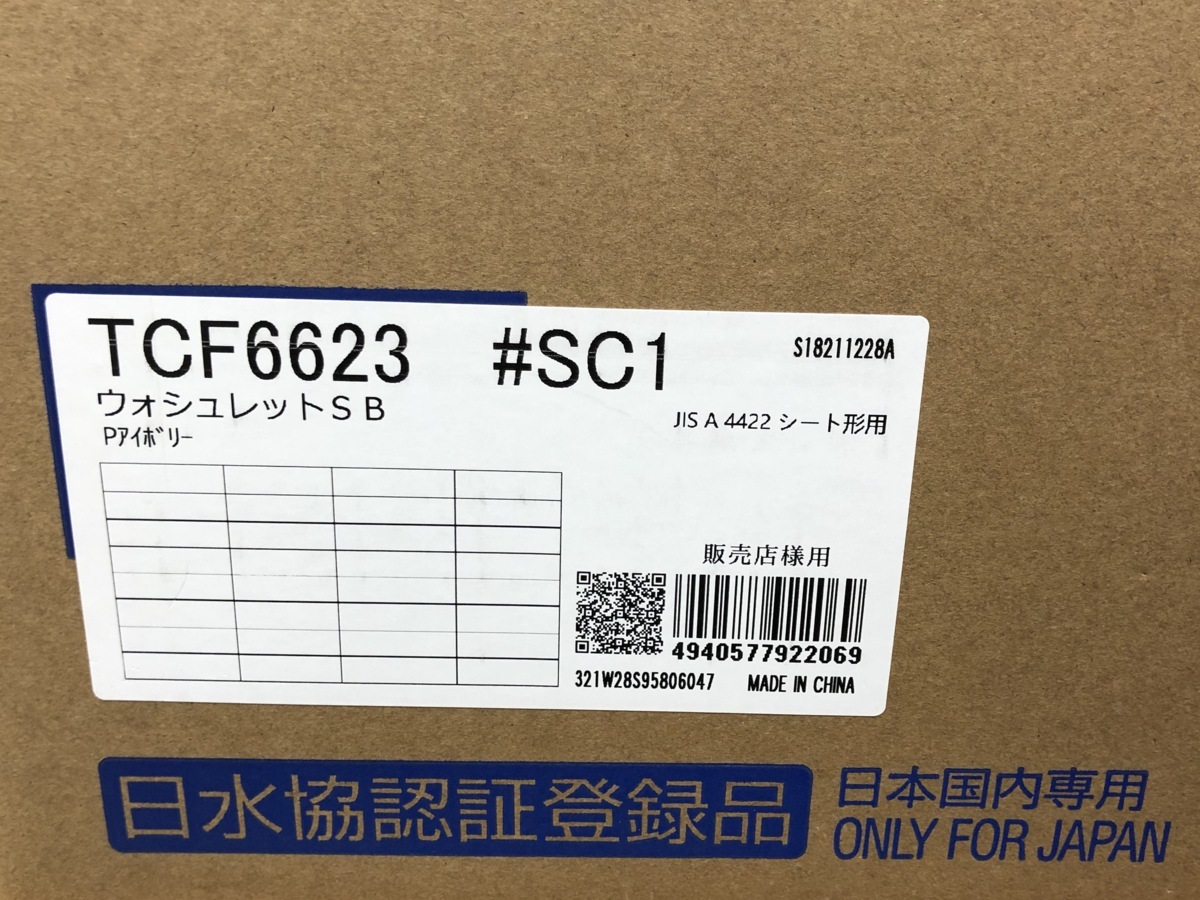 TCF6623 #SC1 S18211228A
ウォシュレットＳＢ
Pｱｲﾎﾞﾘｰ
JIS A 4422 シート形用
販売店様用
4940577922069
321W28S95806047 MADE IN CHINA
日水協認証登録品
日本国内専用
ONLY FOR JAPAN